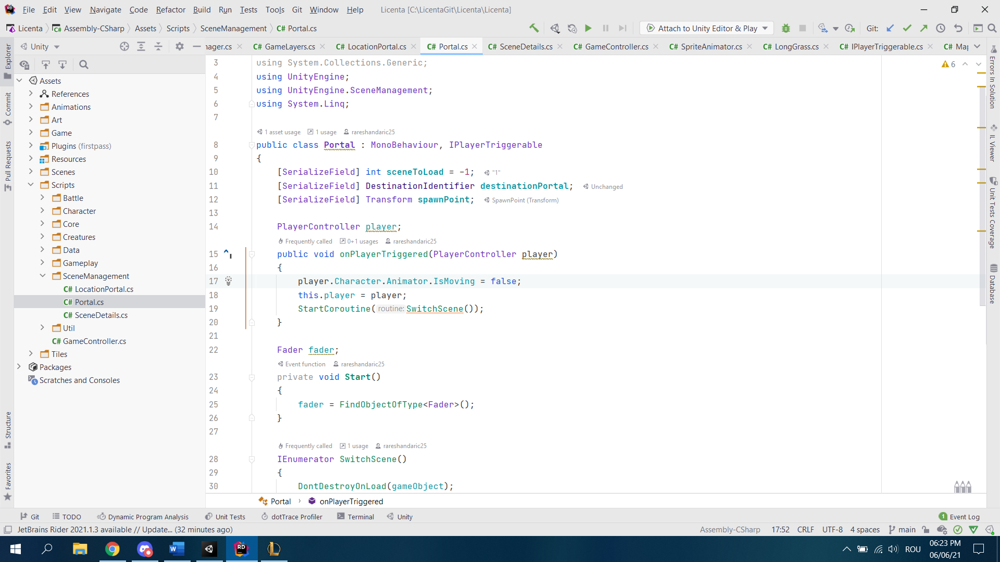 File Edit View Navigate Code Refactor Build Run Tests Tools Git Window Help Licenta [C:\LicentaGit\Licenta\Licenta]
Licenta Assembly-CSharp Assets Scripts SceneManagement C# Portal.cs Attach to Unity Editor & Play Git:
Unity
nager.cs C# GameLayers.cs C# LocationPortal.cs C# Portal.cs C# SceneDetails.cs C# GameController.cs C# SpriteAnimator.cs C# LongGrass.cs C# IPlayerTriggerable.cs C# Map
Explorer
Commit
Pull Requests
Structure
Favorites
Assets
References
Animations
Art
Game
Plugins (firstpass)
Resources
Scenes
Scripts
Battle
Character
Core
Creatures
Data
Gameplay
SceneManagement
C# LocationPortal.cs
C# Portal.cs
C# SceneDetails.cs
Util
C# GameController.cs
Tiles
Packages
Scratches and Consoles
6
3 using System.Collections.Generic;
4 using UnityEngine;
5 using UnityEngine.SceneManagement;
6 using System.Linq;
7
1 asset usage 1 usage rareshandaric25
8 public class Portal : MonoBehaviour, IPlayerTriggerable
9 {
10 [SerializeField] int sceneToLoad = -1; "1"
11 [SerializeField] DestinationIdentifier destinationPortal; Unchanged
12 [SerializeField] Transform spawnPoint; SpawnPoint (Transform)
13
14 PlayerController player;
Frequently called 0+1 usages rareshandaric25
15 public void onPlayerTriggered(PlayerController player)
16 {
17 player.Character.Animator.IsMoving = false;
18 this.player = player;
19 StartCoroutine( routine: SwitchScene());
20 }
21
22 Fader fader;
Event function rareshandaric25
23 private void Start()
24 {
25 fader = FindObjectOfType<Fader>();
26 }
27
Frequently called 1 usage rareshandaric25
28 IEnumerator SwitchScene()
29 {
30 DontDestroyOnLoad(gameObject);
Portal onPlayerTriggered
Errors In Solution
IL Viewer
Unit Tests Coverage
Database
Git TODO Dynamic Program Analysis Unit Tests dotTrace Profiler Terminal Unity 1 Event Log
JetBrains Rider 2021.1.3 available // Update... (32 minutes ago) Assembly-CSharp 17:52 CRLF UTF-8 4 spaces main
ROU 06:23 PM
06/06/21